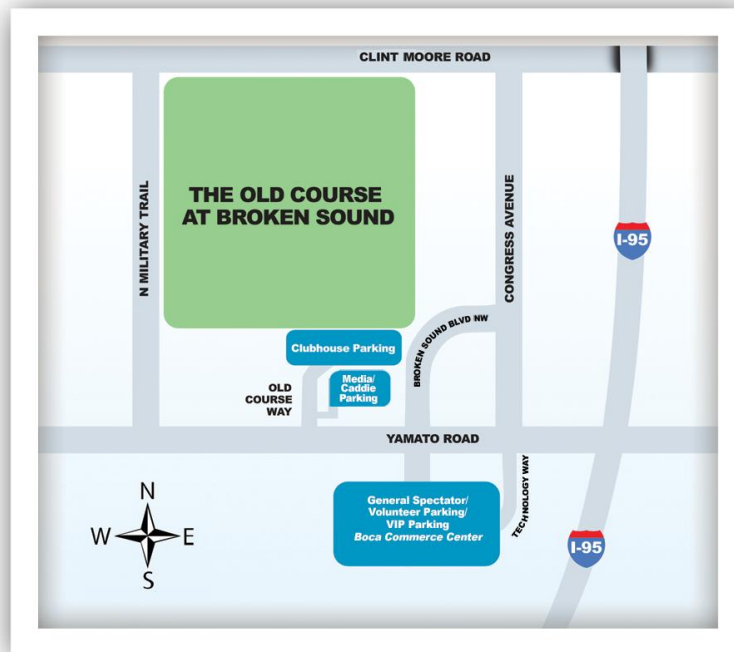 CLINT MOORE ROAD
N MILITARY TRAIL
THE OLD COURSE
AT BROKEN SOUND
CONGRESS AVENUE
I-95
BROKEN SOUND BLVD NW
Clubhouse Parking
Media/
Caddie
Parking
OLD
COURSE
WAY
YAMATO ROAD
General Spectator/
Volunteer Parking/
VIP Parking
Boca Commerce Center
TECHNOLOGY WAY
I-95
N
W
E
S